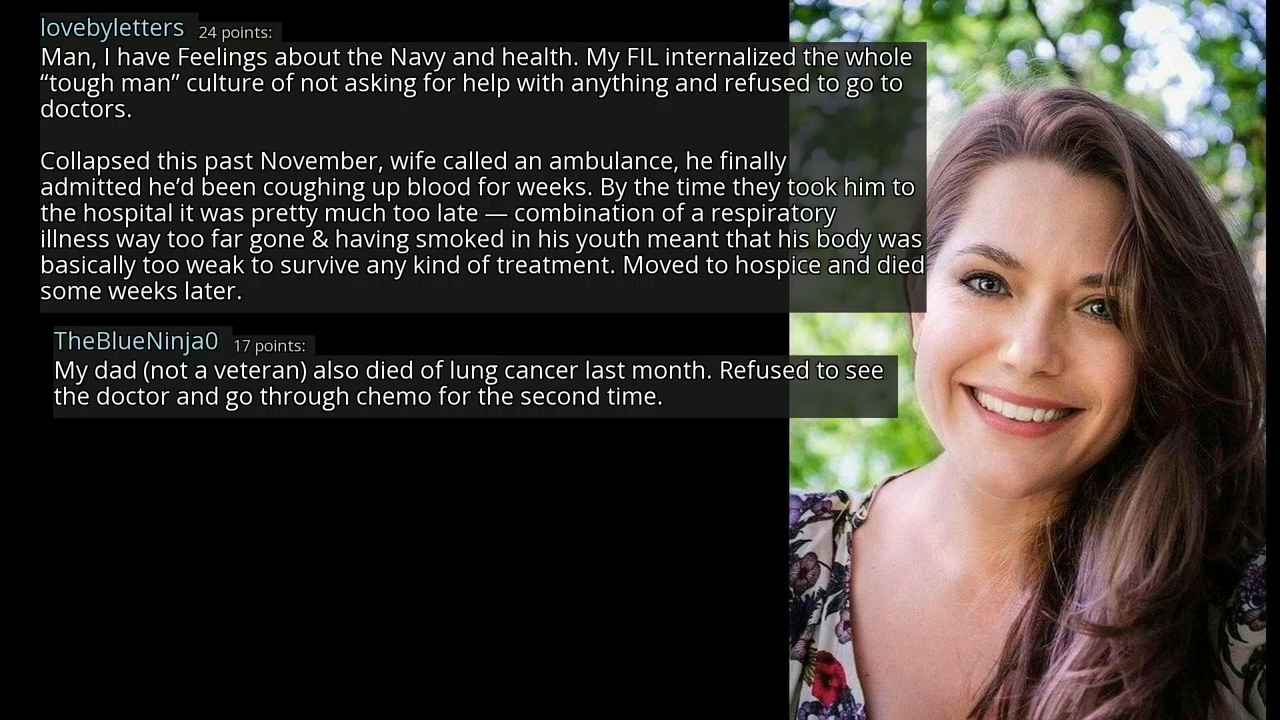 lovebyletters 24 points:
Man, I have Feelings about the Navy and health. My FIL internalized the whole
“tough man” culture of not asking for help with anything and refused to go to
doctors.
Collapsed this past November, wife called an ambulance, he finally
admitted he’d been coughing up blood for weeks. By the time they took him to
the hospital it was pretty much too late — combination of a respiratory
illness way too far gone & having smoked in his youth meant that his body was
basically too weak to survive any kind of treatment. Moved to hospice and died
some weeks later.
TheBlueNinja0 17 points:
My dad (not a veteran) also died of lung cancer last month. Refused to see
the doctor and go through chemo for the second time.